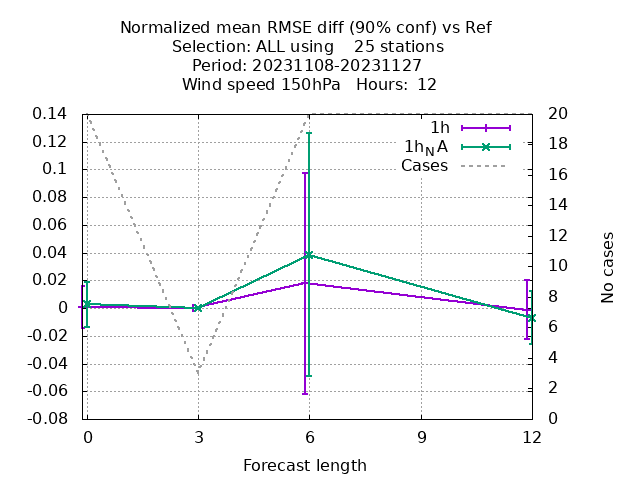 Normalized mean RMSE diff (90% conf) vs Ref
Selection: ALL using    25 stations
Period: 20231108-20231127
Wind speed 150hPa   Hours:  12
0.14
0.12
0.1
0.08
0.06
0.04
0.02
0
-0.02
-0.04
-0.06
-0.08
1h
1h_NA
Cases
20
18
16
14
12
10
8
6
4
2
0
No cases
0 3 6 9 12
Forecast length